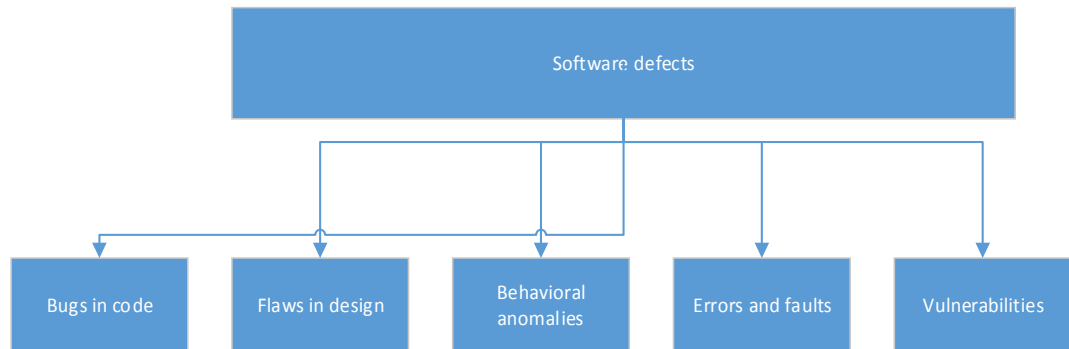 Software defects
Bugs in code
Flaws in design
Behavioral
anomalies
Errors and faults
Vulnerabilities